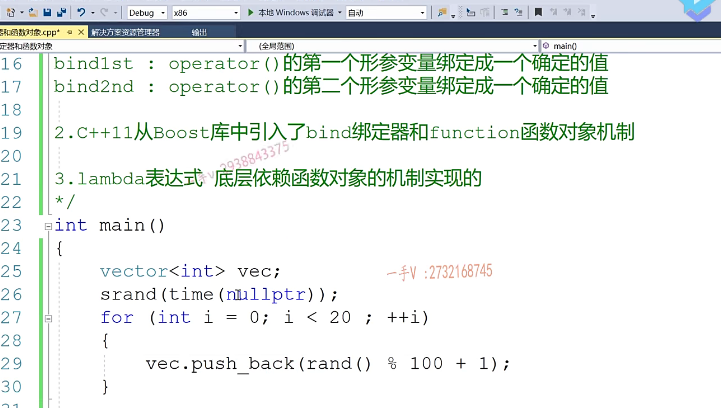 Debug x86 本地 Windows 调试器 自动
器和函数对象.cpp* 解决方案资源管理器 输出
定器和函数对象 (全局范围) main()
16 bind1st : operator()的第一个形参变量绑定成一个确定的值
17 bind2nd : operator()的第二个形参变量绑定成一个确定的值
18
19 2.C++11从Boost库中引入了bind绑定器和function函数对象机制
20
21 3.lambda表达式 底层依赖函数对象的机制实现的
22 */
23 int main()
24 {
25 vector<int> vec;
26 srand(time(nullptr));
27 for (int i = 0; i < 20 ; ++i)
28 {
29 vec.push_back(rand() % 100 + 1);
30 }
2938843375
一手V :2732168745